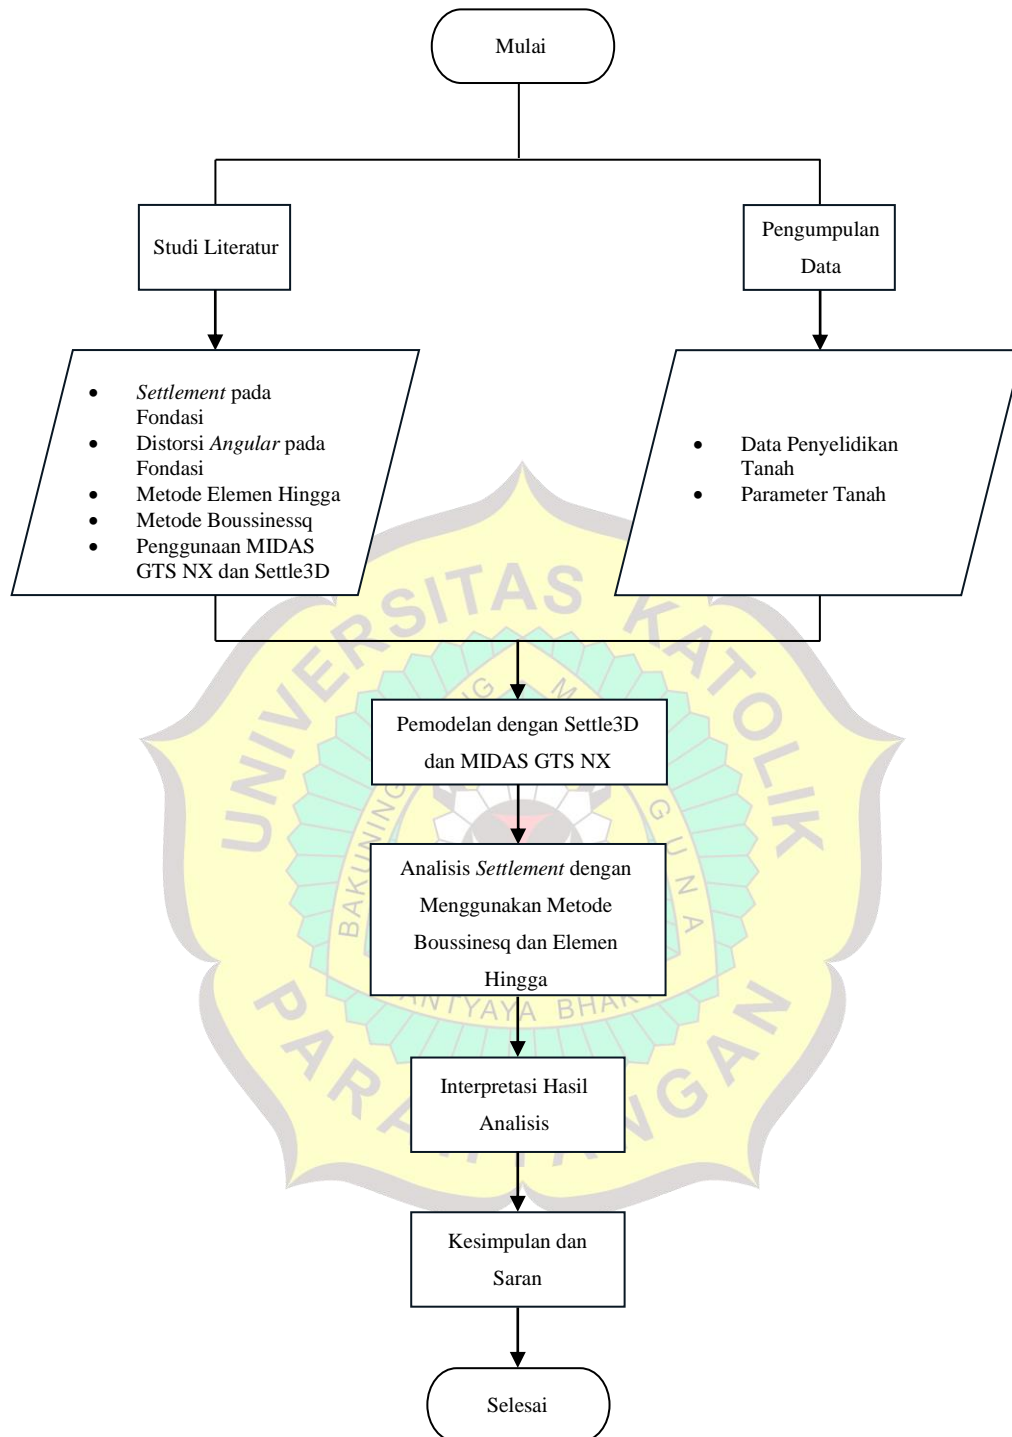 Mulai
Studi Literatur
Pengumpulan
Data
• Settlement pada
Fondasi
• Distorsi Angular pada
Fondasi
• Metode Elemen Hingga
• Metode Boussinessq
• Penggunaan MIDAS
GTS NX dan Settle3D
• Data Penyelidikan
Tanah
• Parameter Tanah
Pemodelan dengan Settle3D
dan MIDAS GTS NX
Analisis Settlement dengan
Menggunakan Metode
Boussinesq dan Elemen
Hingga
Interpretasi Hasil
Analisis
Kesimpulan dan
Saran
Selesai
UNIVERSITAS KATOLIK